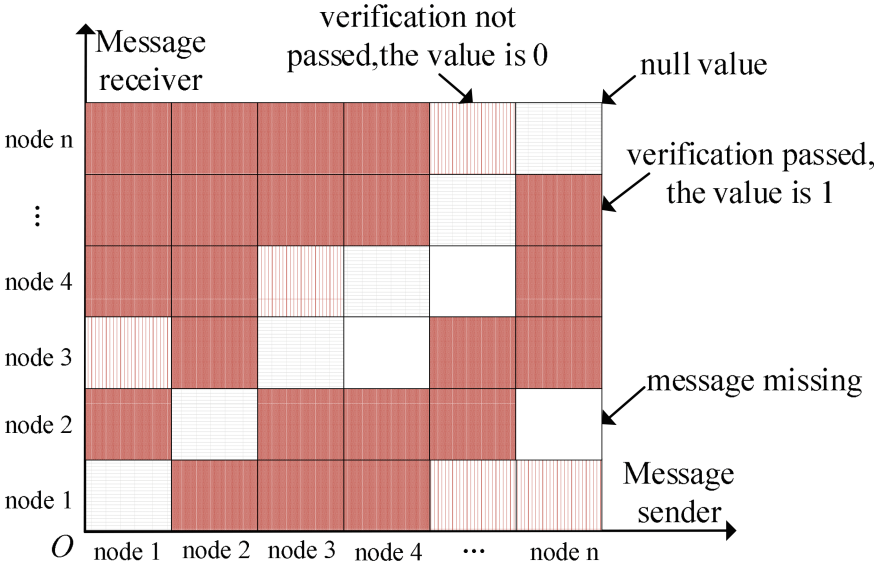 verification not
passed,the value is 0
Message
receiver
null value
node n
verification passed,
the value is 1
...
node 4
node 3
message missing
node 2
Message
sender
node 1
O
node 1 node 2 node 3 node 4 ... node n